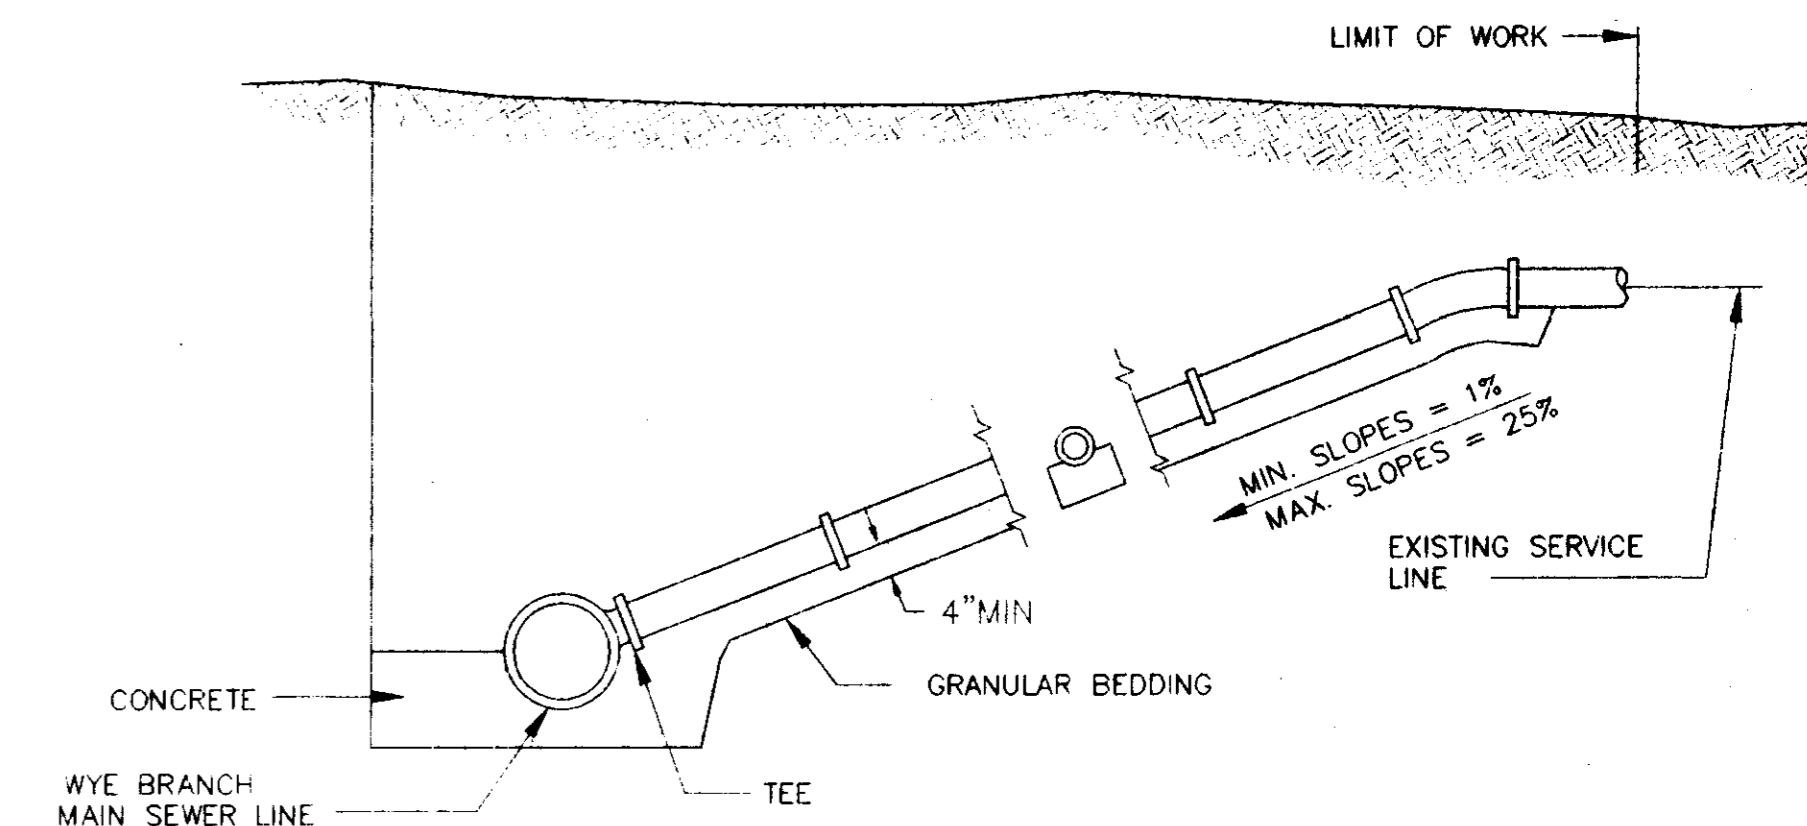 LIMIT OF WORK
MIN. SLOPES = 1%
MAX. SLOPES = 25%
EXISTING SERVICE
LINE
4"MIN
GRANULAR BEDDING
CONCRETE
WYE BRANCH
MAIN SEWER LINE
TEE